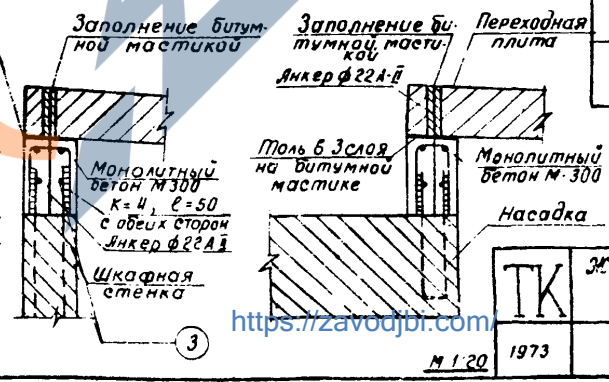 Заполнение битум-
ной мастикой
Монолитный
бетон М300
К=4, ℓ=50
с обеих сторон
Анкер ф22А II
Шкафная
стенка
3
Заполнение би-
тумной масти-
кой
Анкер ф22А-II
Толь в 3 слоя
на битумной
мастике
Переходная
плита
Монолитный
бетон М-300
Насадка
https://zavodjbi.com/
М 1:20
ТК
1973